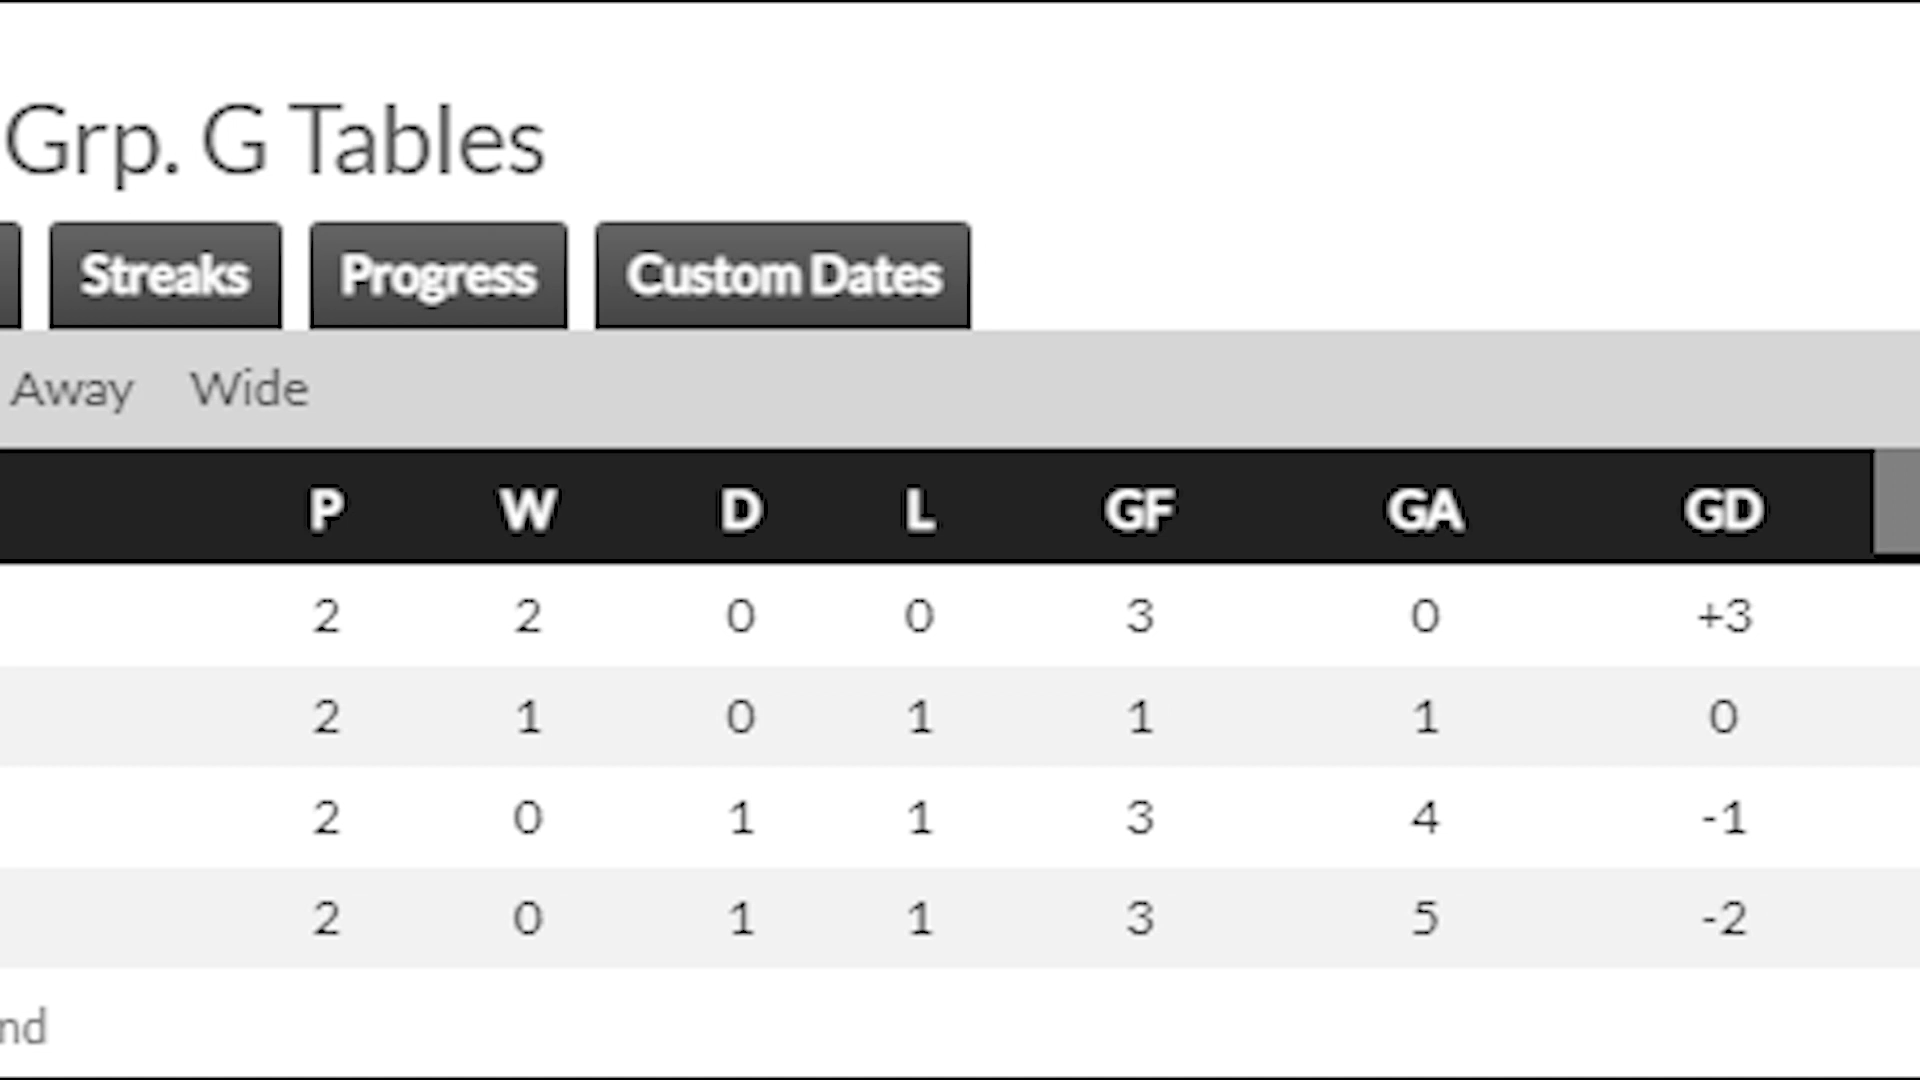 Grp. G Tables
Streaks Progress Custom Dates
Away Wide
P W D L GF GA GD
2 2 0 0 3 0 +3
2 1 0 1 1 1 0
2 0 1 1 3 4 -1
2 0 1 1 3 5 -2